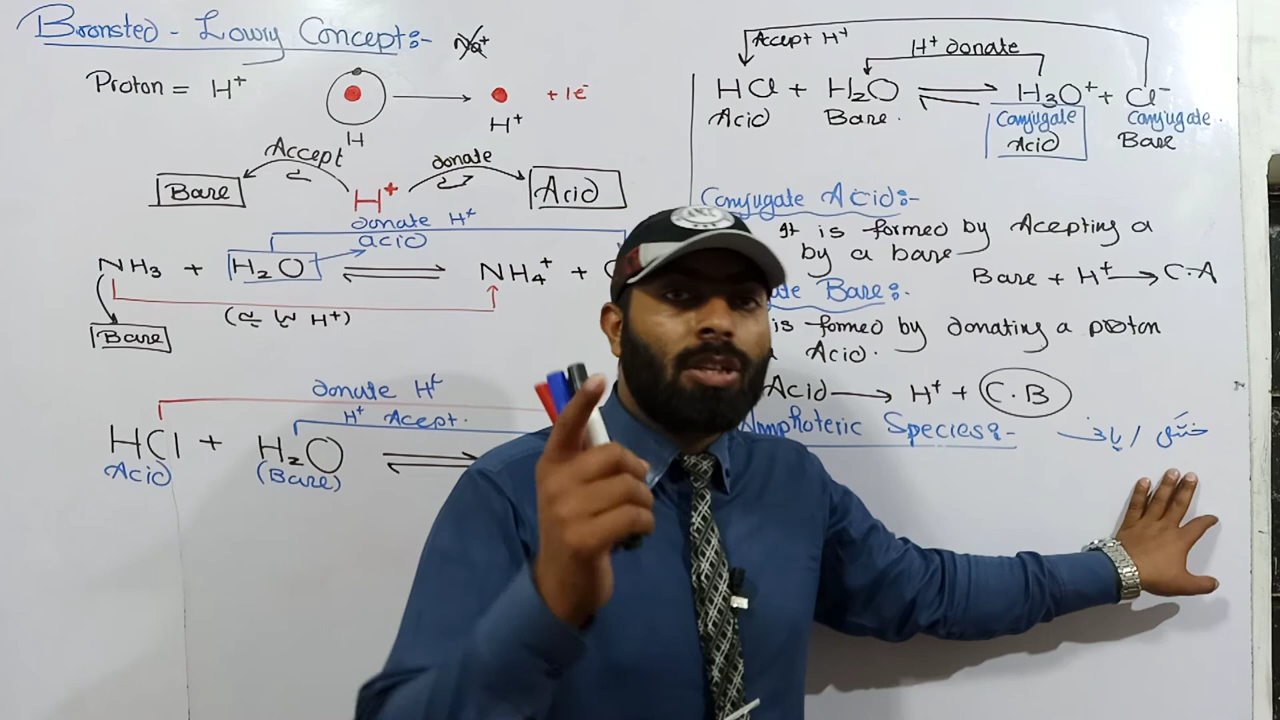 Bronsted - Lowry Concept:-
Na+
Proton = H+
+ 1e-
H
H+
Accept
donate
Base
H+
Acid
donate H+
acid
NH3 + H2O ⇌ NH4+ +
Base
donate H+
H+ Acept.
HCl + H2O ⇌
Acid
(Base)
Accept H+
H+ donate
HCl + H2O ⇌ H3O+ + Cl-
Acid
Base.
Conjugate
Acid
Conjugate.
Base
Conjugate Acid:-
It is formed by Acepting a
by a base
Base + H+ → C.A
ate Base:-
is formed by donating a proton
Acid.
Acid → H+ + C.B
Amphoteric Species:-